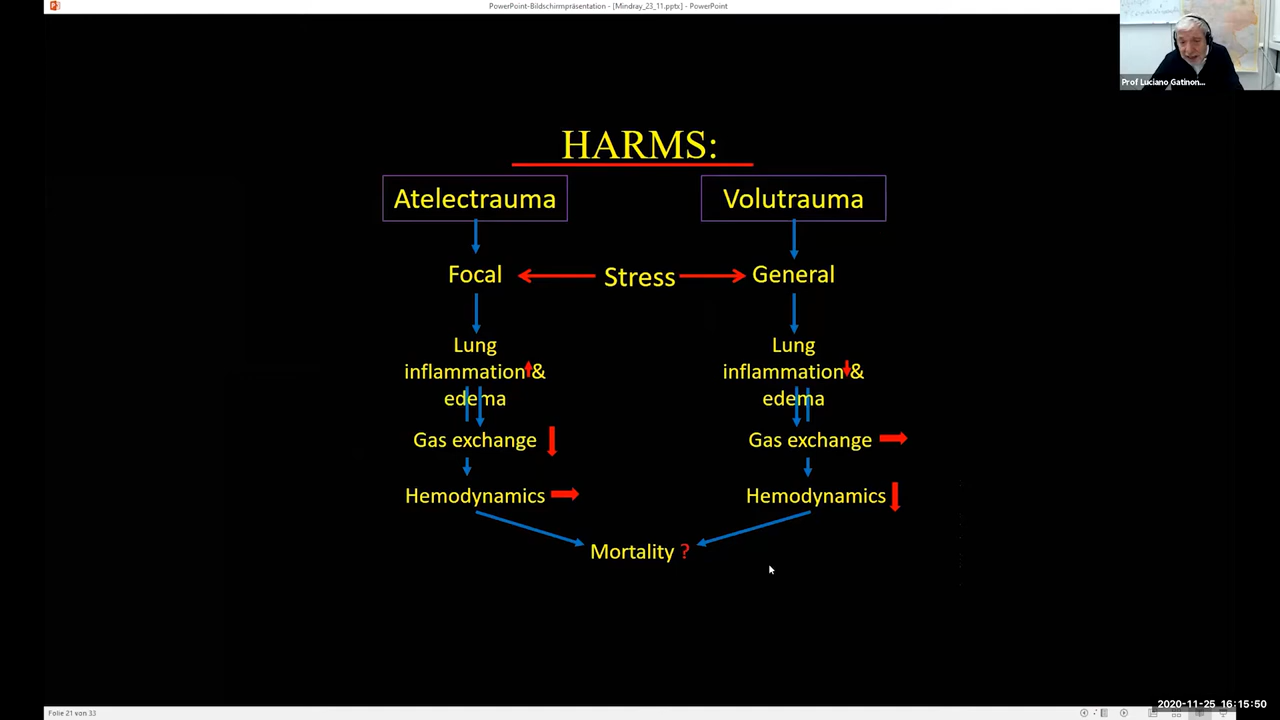 PowerPoint-Bildschirmpräsentation - [Mindray_23_11.pptx] - PowerPoint
Prof Luciano Gatinon...
HARMS:
Atelectrauma
Volutrauma
Focal
Stress
General
Lung
inflammation &
edema
Lung
inflammation &
edema
Gas exchange
Gas exchange
Hemodynamics
Hemodynamics
Mortality ?
2020-11-25 16:15:50
Folie 21 von 33